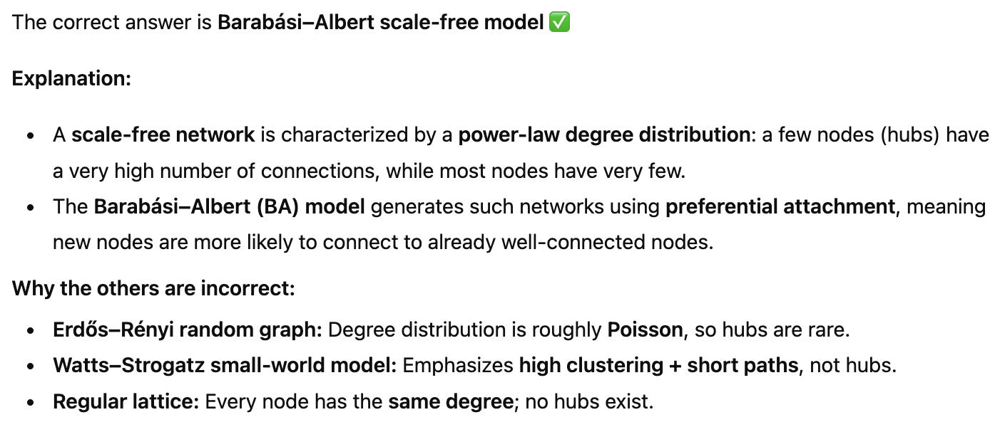 The correct answer is Barabási–Albert scale-free model ✅
Explanation:
• A scale-free network is characterized by a power-law degree distribution: a few nodes (hubs) have
a very high number of connections, while most nodes have very few.
• The Barabási–Albert (BA) model generates such networks using preferential attachment, meaning
new nodes are more likely to connect to already well-connected nodes.
Why the others are incorrect:
• Erdős–Rényi random graph: Degree distribution is roughly Poisson, so hubs are rare.
• Watts–Strogatz small-world model: Emphasizes high clustering + short paths, not hubs.
• Regular lattice: Every node has the same degree; no hubs exist.